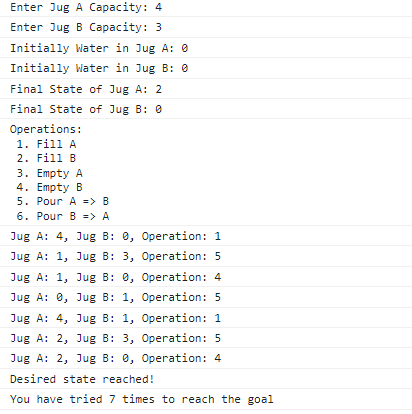 Enter Jug A Capacity: 4
Enter Jug B Capacity: 3
Initially Water in Jug A: 0
Initially Water in Jug B: 0
Final State of Jug A: 2
Final State of Jug B: 0
Operations:
1. Fill A
2. Fill B
3. Empty A
4. Empty B
5. Pour A => B
6. Pour B => A
Jug A: 4, Jug B: 0, Operation: 1
Jug A: 1, Jug B: 3, Operation: 5
Jug A: 1, Jug B: 0, Operation: 4
Jug A: 0, Jug B: 1, Operation: 5
Jug A: 4, Jug B: 1, Operation: 1
Jug A: 2, Jug B: 3, Operation: 5
Jug A: 2, Jug B: 0, Operation: 4
Desired state reached!
You have tried 7 times to reach the goal